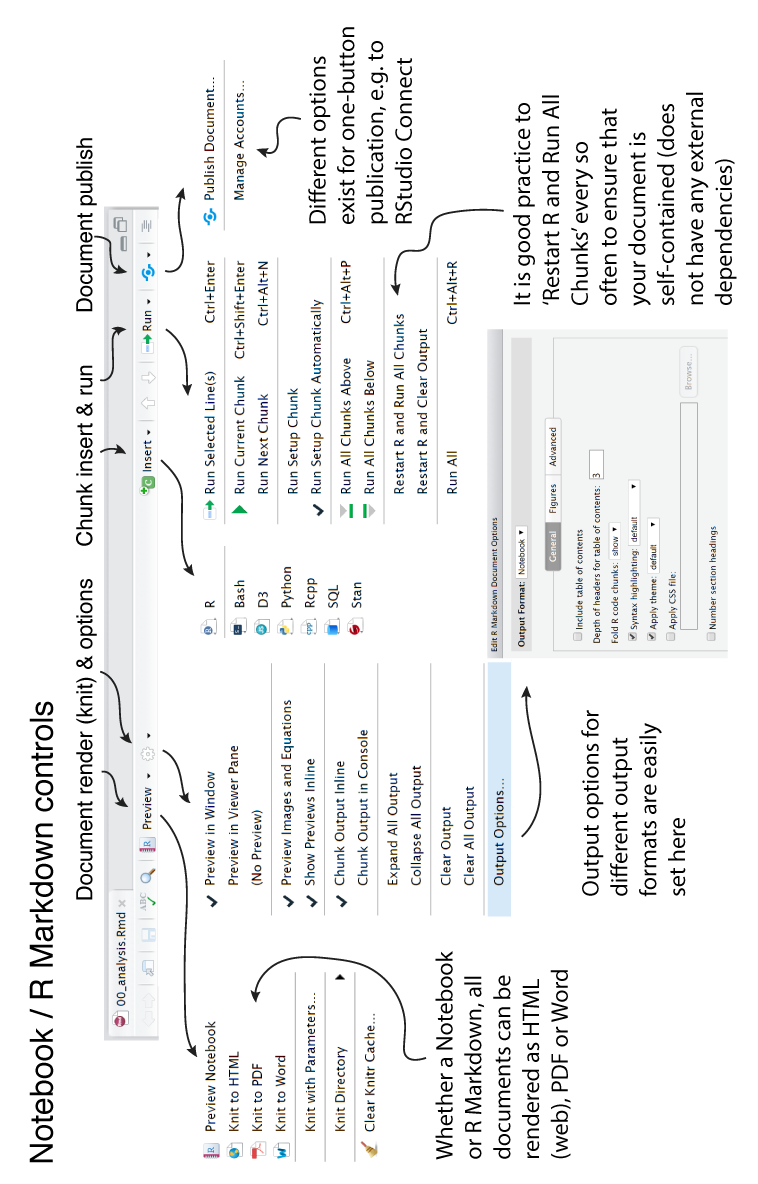 Notebook / R Markdown controls
Document render (knit) & options
Chunk insert & run
Document publish
00_analysis.Rmd
ABC
Preview
Insert
Run
Preview Notebook
Knit to HTML
Knit to PDF
Knit to Word
Knit with Parameters...
Knit Directory
Clear Knitr Cache...
Whether a Notebook
or R Markdown, all
documents can be
rendered as HTML
(web), PDF or Word
Preview in Window
Preview in Viewer Pane
(No Preview)
Preview Images and Equations
Show Previews Inline
Chunk Output Inline
Chunk Output in Console
Expand All Output
Collapse All Output
Clear Output
Clear All Output
Output Options...
Output options for
different output
formats are easily
set here
R
Bash
D3
Python
Rcpp
SQL
Stan
Run Selected Line(s) Ctrl+Enter
Run Current Chunk Ctrl+Shift+Enter
Run Next Chunk Ctrl+Alt+N
Run Setup Chunk
Run Setup Chunk Automatically
Run All Chunks Above Ctrl+Alt+P
Run All Chunks Below
Restart R and Run All Chunks
Restart R and Clear Output
Run All Ctrl+Alt+R
Edit R Markdown Document Options
Output Format: Notebook
General Figures Advanced
Include table of contents
Depth of headers for table of contents: 3
Fold R code chunks: show
Syntax highlighting: default
Apply theme: default
Apply CSS file:
Browse...
Number section headings
Publish Document...
Manage Accounts...
Different options
exist for one-button
publication, e.g. to
RStudio Connect
It is good practice to
'Restart R and Run All
Chunks' every so
often to ensure that
your document is
self-contained (does
not have any external
dependencies)